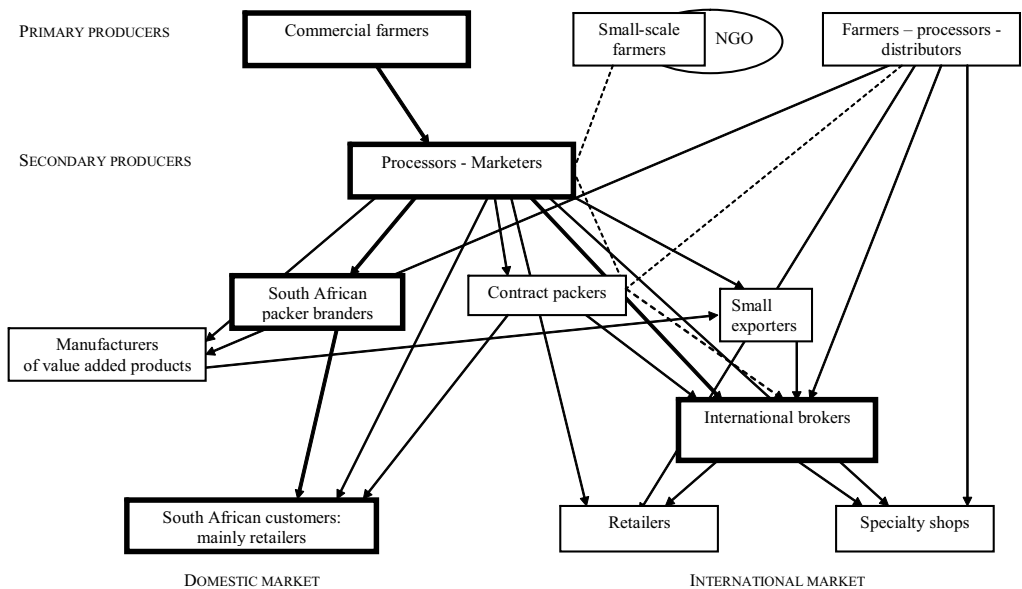 PRIMARY PRODUCERS
Commercial farmers
Small-scale
farmers
NGO
Farmers – processors -
distributors
SECONDARY PRODUCERS
Processors - Marketers
South African
packer branders
Contract packers
Small
exporters
Manufacturers
of value added products
International brokers
South African customers:
mainly retailers
Retailers
Specialty shops
DOMESTIC MARKET
INTERNATIONAL MARKET